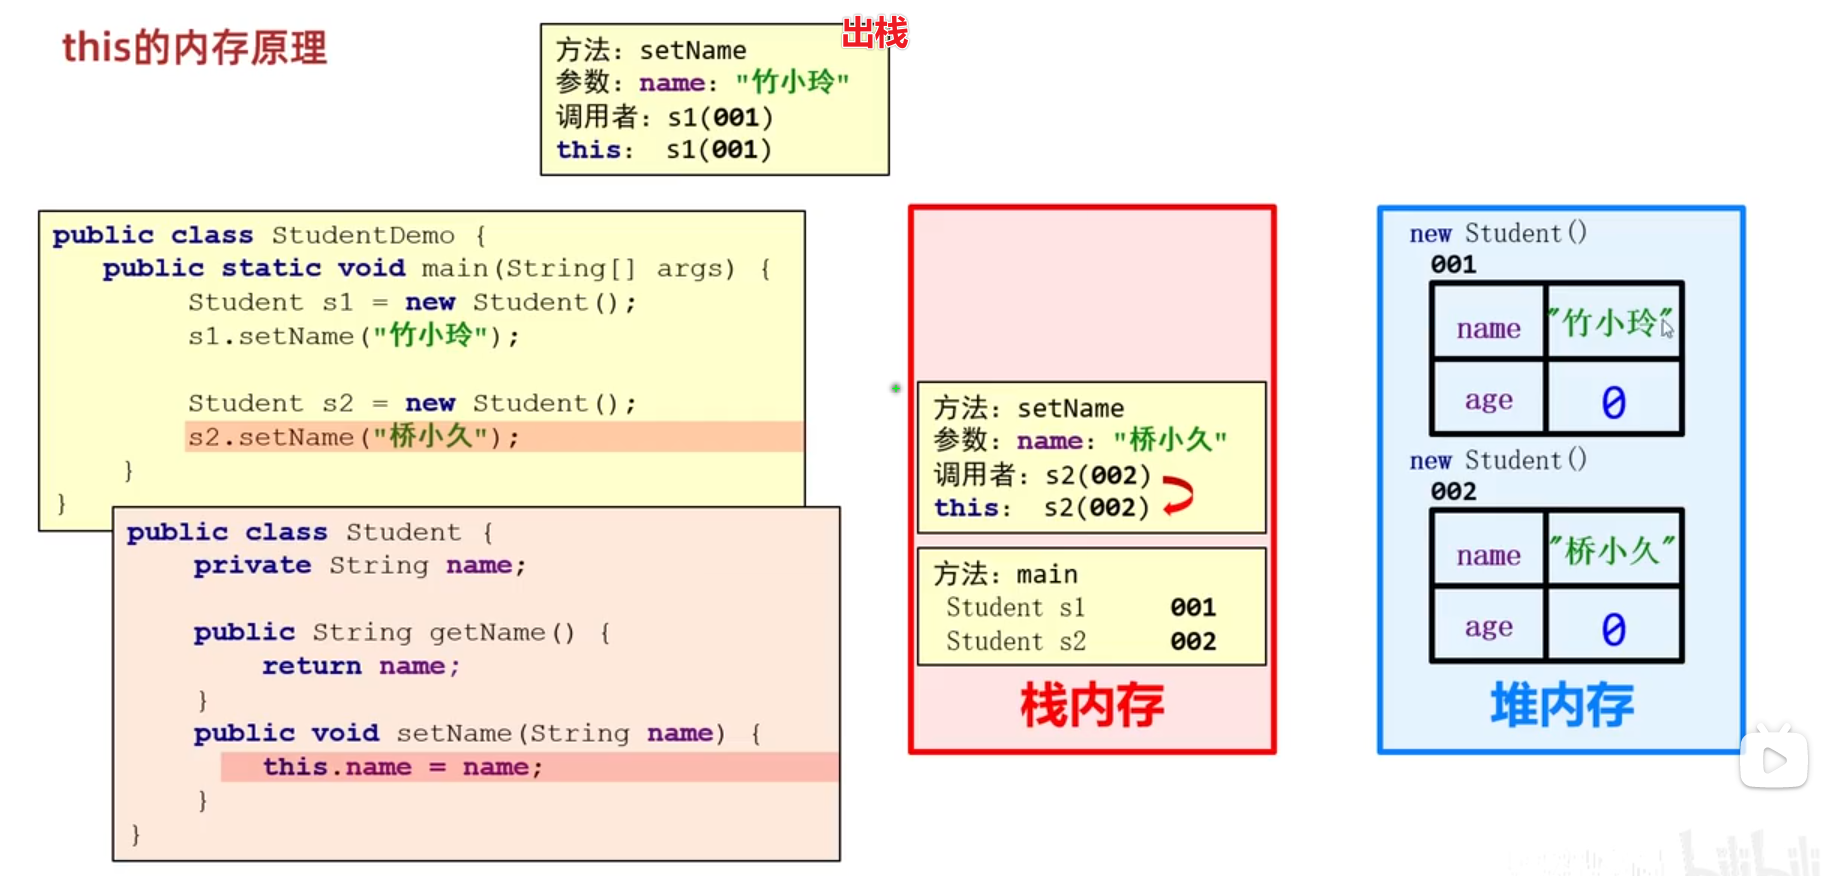 this的内存原理
出栈
方法：setName
参数：name："竹小玲"
调用者：s1(001)
this： s1(001)
public class StudentDemo {
public static void main(String[] args) {
Student s1 = new Student();
s1.setName("竹小玲");
Student s2 = new Student();
s2.setName("桥小久");
}
}
public class Student {
private String name;
public String getName() {
return name;
}
public void setName(String name) {
this.name = name;
}
}
方法：setName
参数：name："桥小久"
调用者：s2(002)
this： s2(002)
方法：main
Student s1 001
Student s2 002
栈内存
new Student()
001
name "竹小玲"
age 0
new Student()
002
name "桥小久"
age 0
堆内存
bilibili